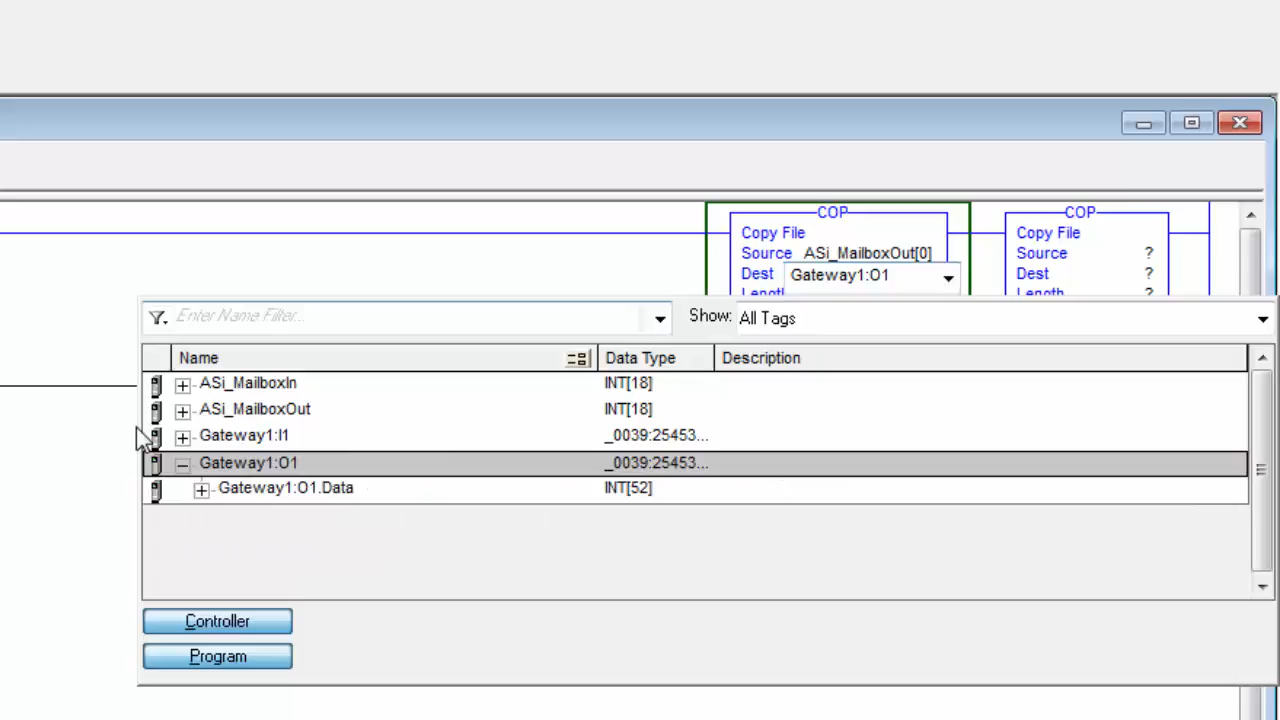 COP
Copy File
Source ASi_MailboxOut[0]
Dest Gateway1:O1
Length
COP
Copy File
Source ?
Dest ?
Length ?
Enter Name Filter...
Show: All Tags
Name Data Type Description
ASi_MailboxIn INT[18]
ASi_MailboxOut INT[18]
Gateway1:I1 _0039:25453...
Gateway1:O1 _0039:25453...
Gateway1:O1.Data INT[52]
Controller
Program